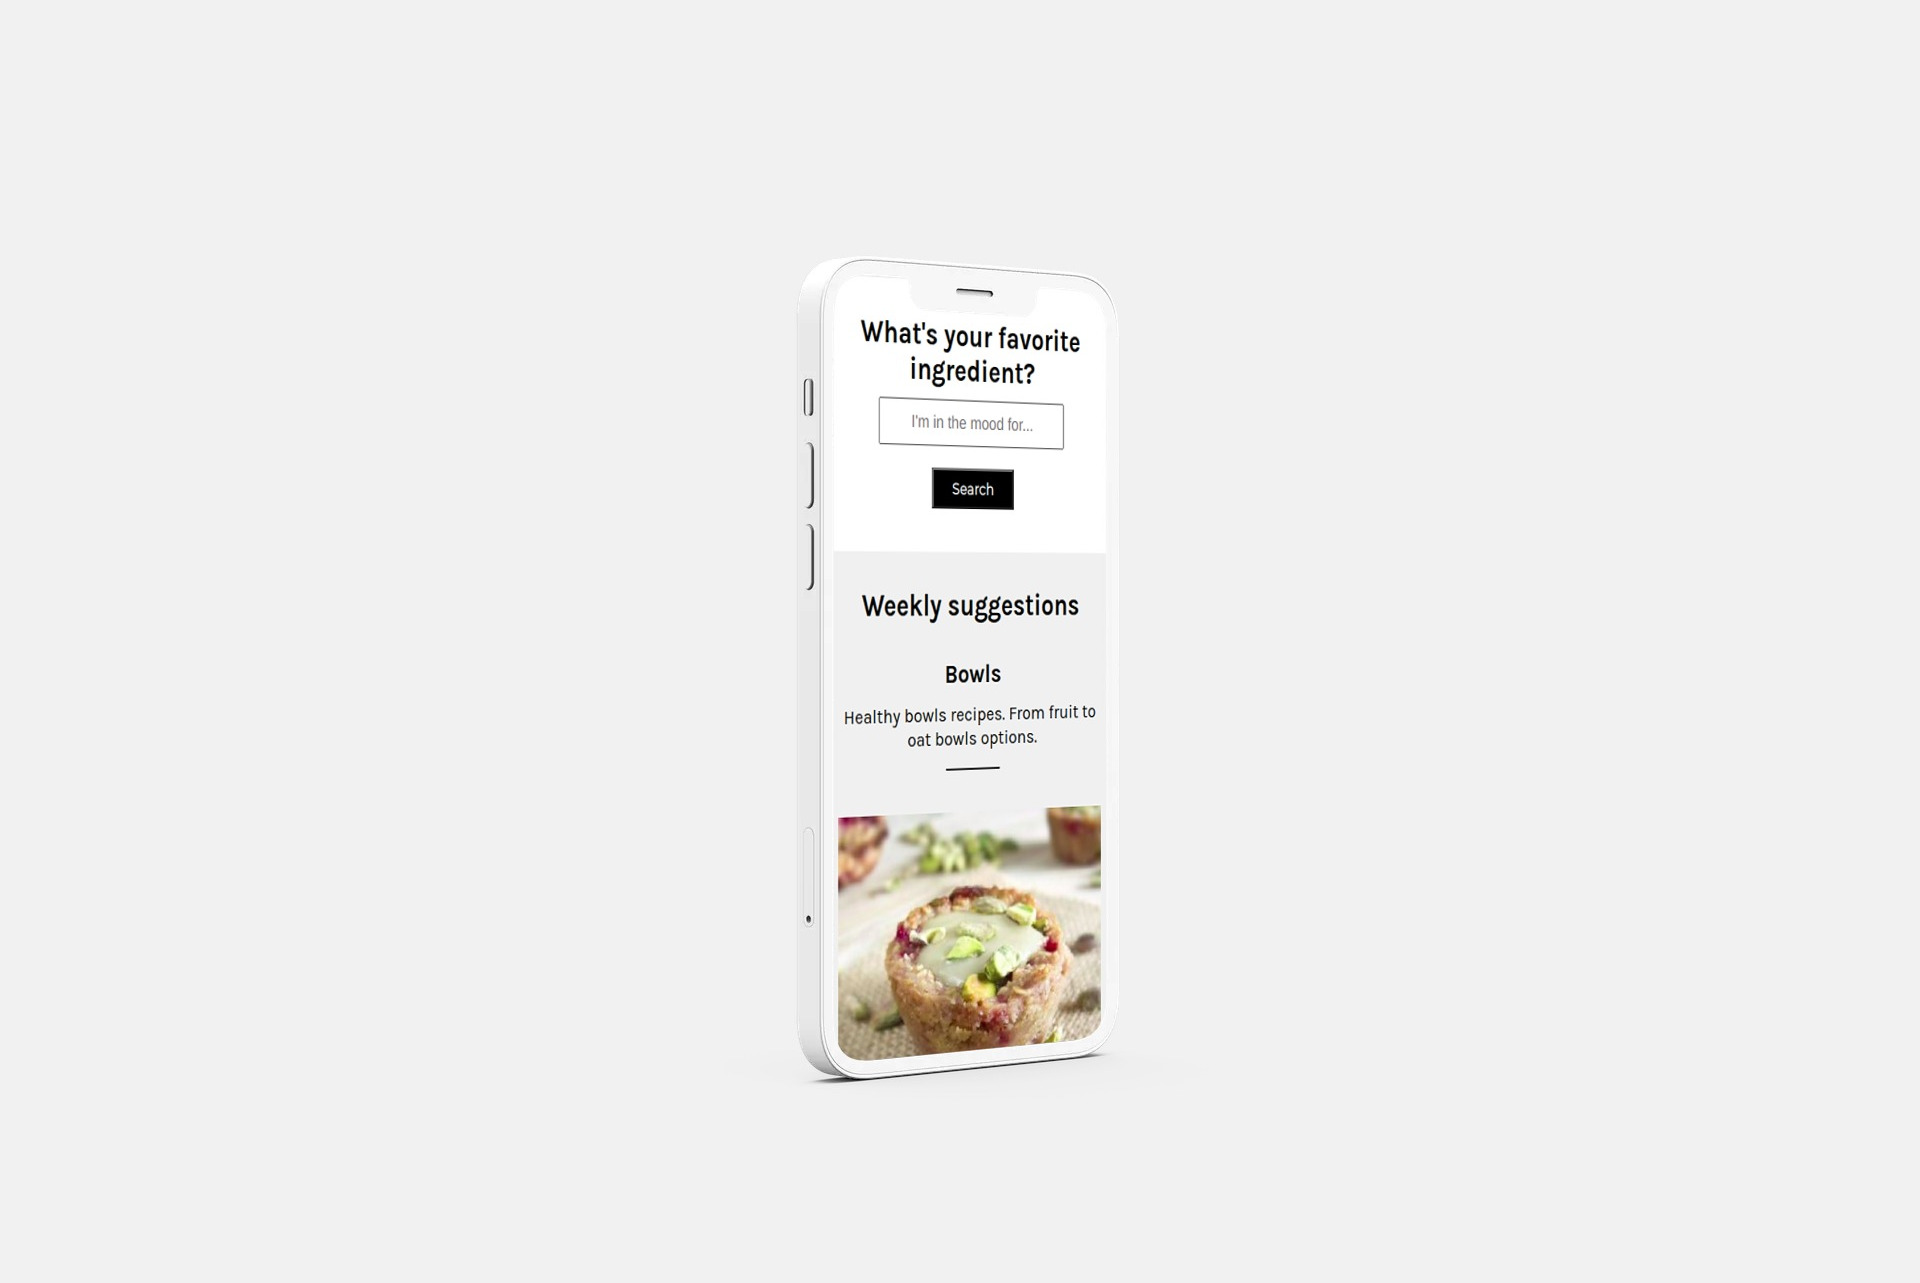 What's your favorite
ingredient?
I'm in the mood for...
Search
Weekly suggestions
Bowls
Healthy bowls recipes. From fruit to
oat bowls options.